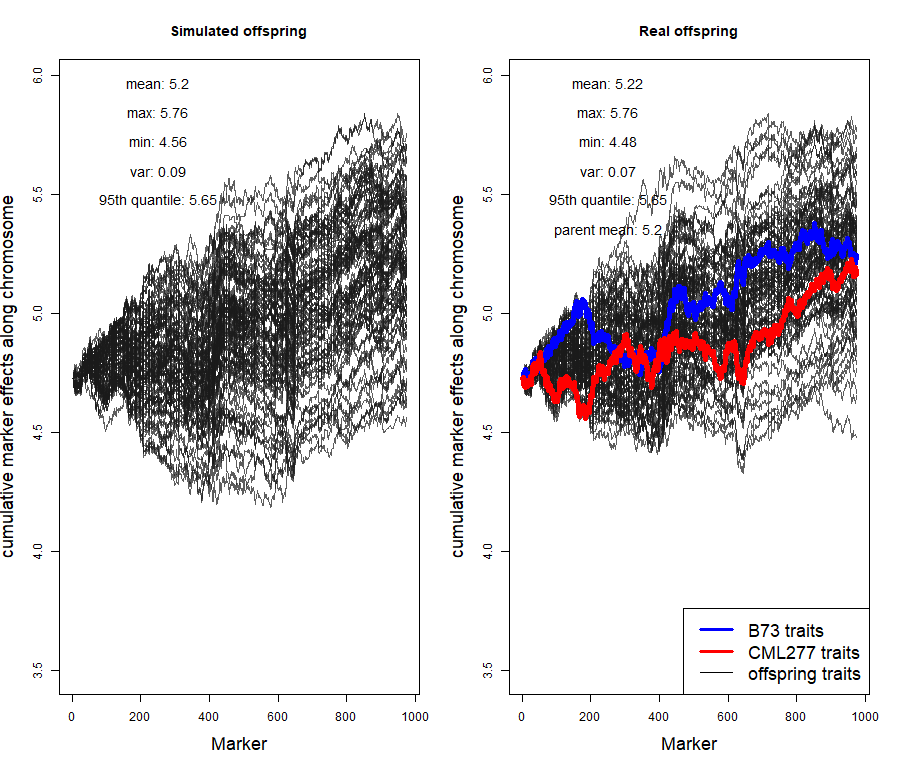 Simulated offspring
mean: 5.2
max: 5.76
min: 4.56
var: 0.09
95th quantile: 5.65
cumulative marker effects along chromosome
6.0
5.5
5.0
4.5
4.0
3.5
0 200 400 600 800 1000
Marker
Real offspring
mean: 5.22
max: 5.76
min: 4.48
var: 0.07
95th quantile: 5.65
parent mean: 5.2
cumulative marker effects along chromosome
6.0
5.5
5.0
4.5
4.0
3.5
B73 traits
CML277 traits
offspring traits
0 200 400 600 800 1000
Marker